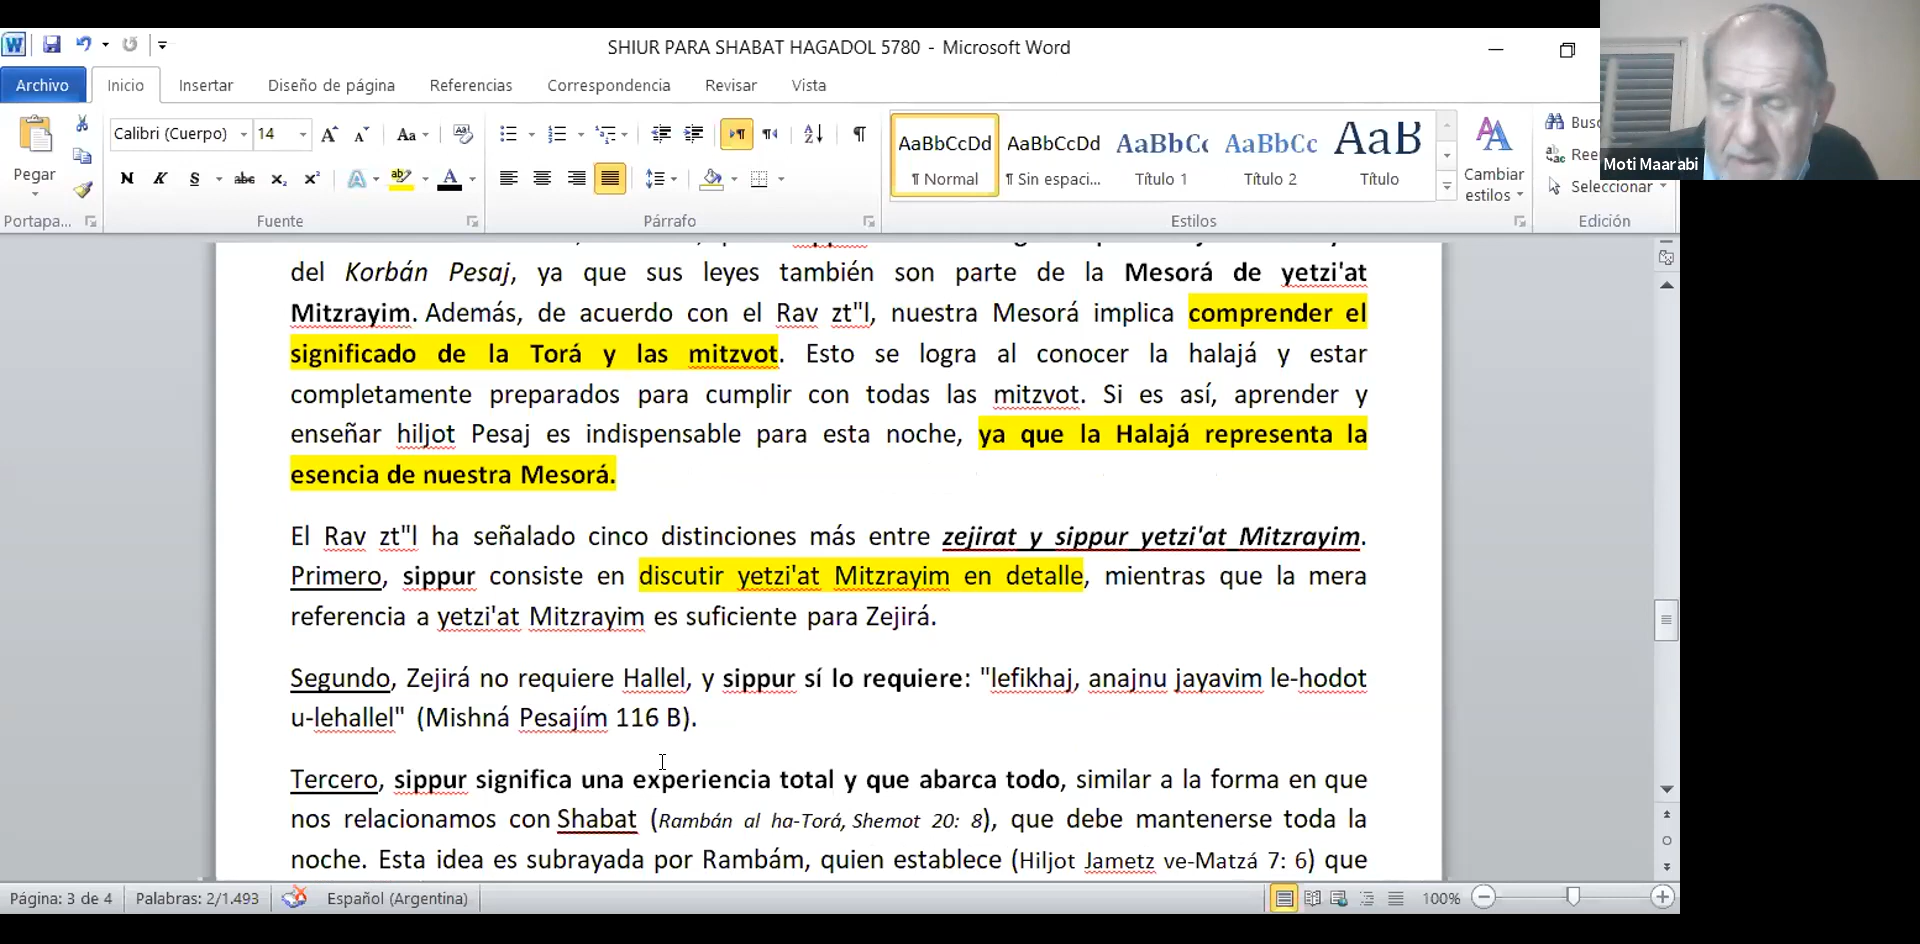 SHIUR PARA SHABAT HAGADOL 5780 - Microsoft Word
Archivo Inicio Insertar Diseño de página Referencias Correspondencia Revisar Vista
Calibri (Cuerpo) 14
Pegar
AaBbCcDd AaBbCcDd AaBbCc AaBbCc AaB
¶ Normal ¶ Sin espaci... Título 1 Título 2 Título
Cambiar estilos
Seleccionar
Moti Maarabi
Portapa... Fuente Párrafo Estilos Edición
del Korbán Pesaj, ya que sus leyes también son parte de la Mesorá de yetzi'at
Mitzrayim. Además, de acuerdo con el Rav zt"l, nuestra Mesorá implica comprender el
significado de la Torá y las mitzvot. Esto se logra al conocer la halajá y estar
completamente preparados para cumplir con todas las mitzvot. Si es así, aprender y
enseñar hiljot Pesaj es indispensable para esta noche, ya que la Halajá representa la
esencia de nuestra Mesorá.
El Rav zt"l ha señalado cinco distinciones más entre zejirat y sippur yetzi'at Mitzrayim.
Primero, sippur consiste en discutir yetzi'at Mitzrayim en detalle, mientras que la mera
referencia a yetzi'at Mitzrayim es suficiente para Zejirá.
Segundo, Zejirá no requiere Hallel, y sippur sí lo requiere: "lefikhaj, anajnu jayavim le-hodot
u-lehallel" (Mishná Pesajím 116 B).
Tercero, sippur significa una experiencia total y que abarca todo, similar a la forma en que
nos relacionamos con Shabat (Rambán al ha-Torá, Shemot 20: 8), que debe mantenerse toda la
noche. Esta idea es subrayada por Rambám, quien establece (Hiljot Jametz ve-Matzá 7: 6) que
Página: 3 de 4 Palabras: 2/1.493 Español (Argentina) 100%